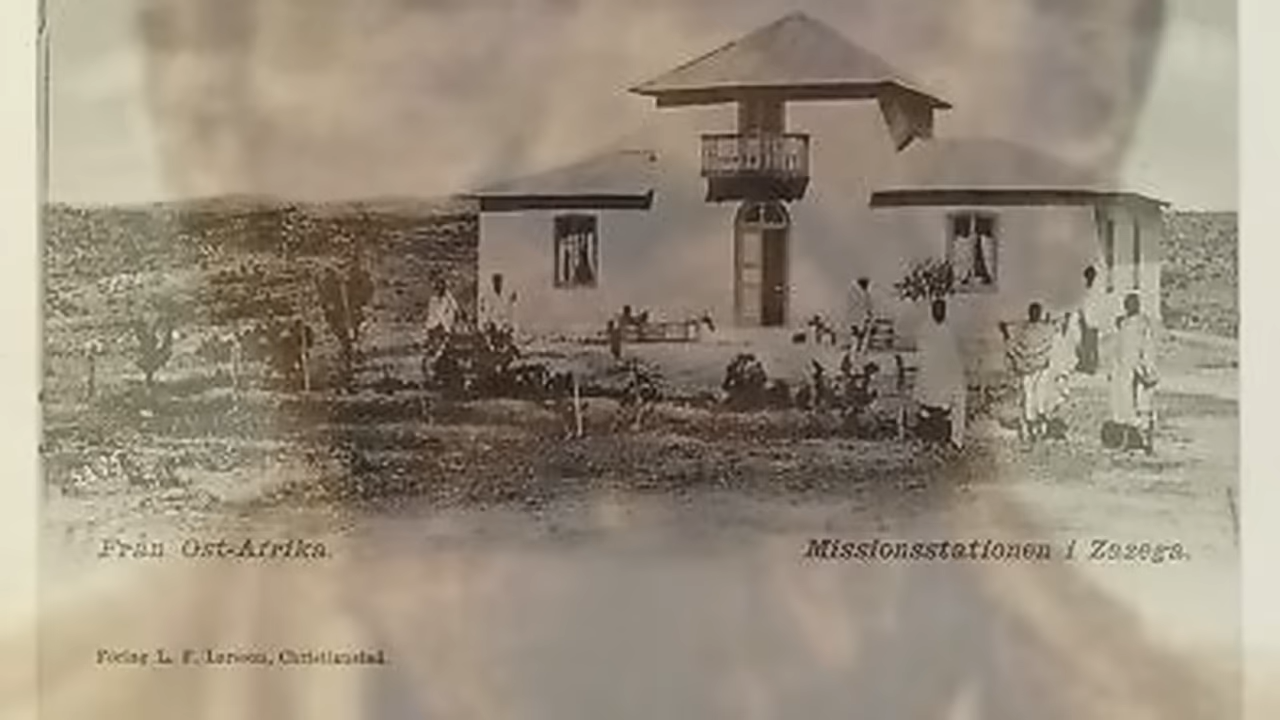 Från Ost-Afrika.
Missionsstationen i Zazega.
Förlag L. F. Larsson, Christianstad.